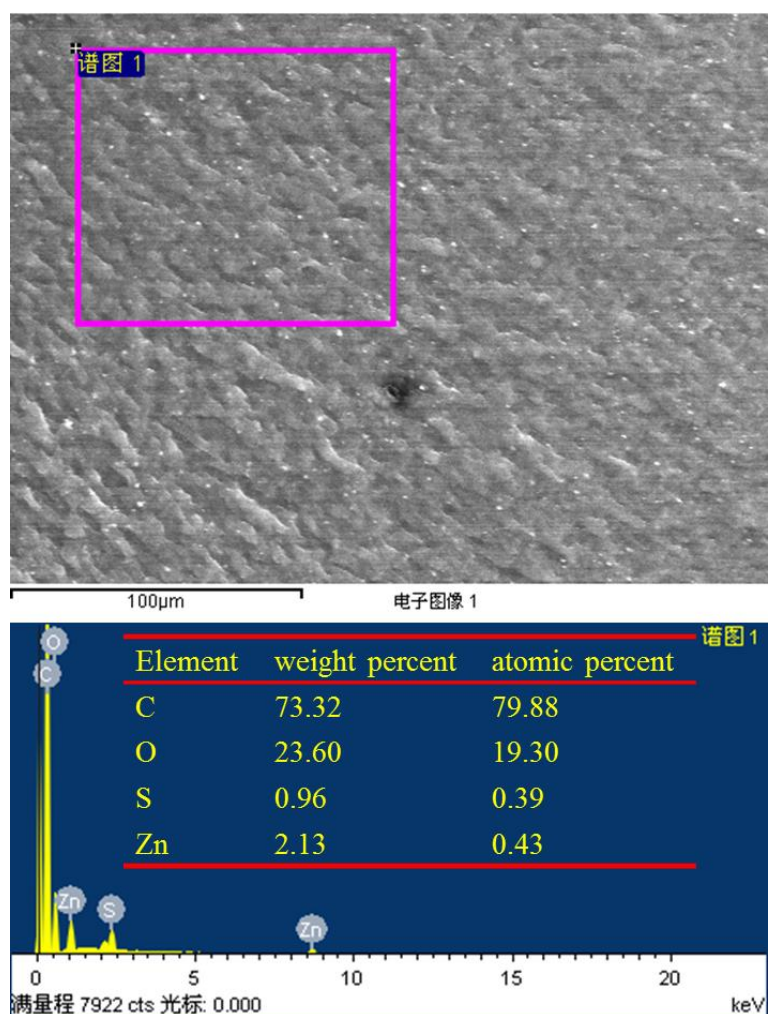 谱图 1
100μm
电子图像 1
谱图 1
O
C
Element weight percent atomic percent
C 73.32 79.88
O 23.60 19.30
S 0.96 0.39
Zn 2.13 0.43
Zn
S
Zn
0 5 10 15 20
满量程 7922 cts 光标: 0.000
keV